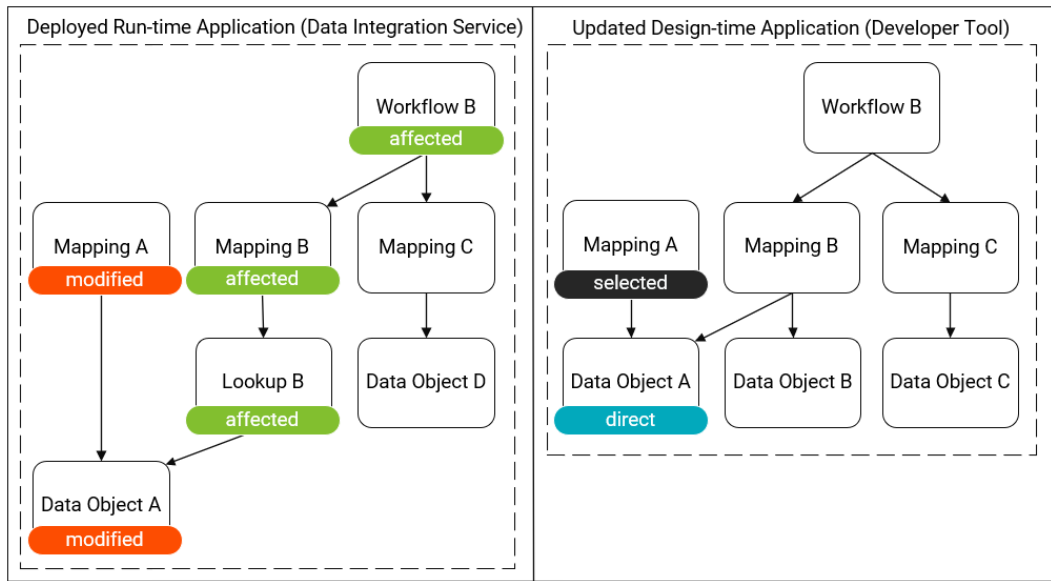 Deployed Run-time Application (Data Integration Service)
Workflow B
affected
Mapping A
modified
Mapping B
affected
Mapping C
Lookup B
affected
Data Object D
Data Object A
modified
Updated Design-time Application (Developer Tool)
Workflow B
Mapping A
selected
Mapping B
Mapping C
Data Object A
direct
Data Object B
Data Object C